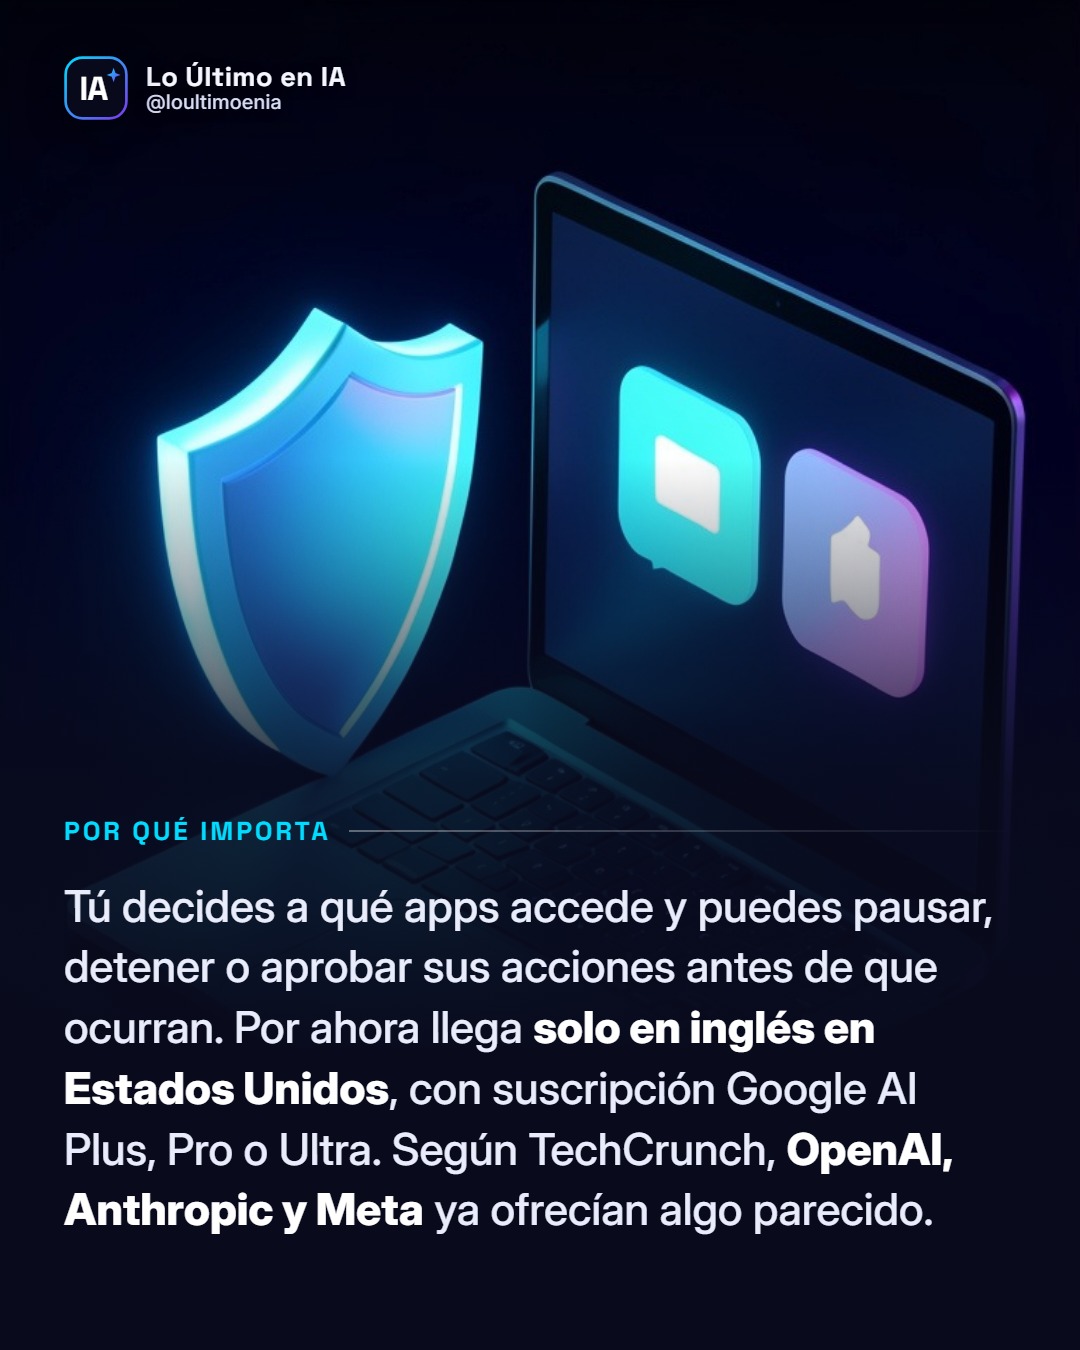 IA
Lo Último en IA
@loultimoenia
POR QUÉ IMPORTA
Tú decides a qué apps accede y puedes pausar,
detener o aprobar sus acciones antes de que
ocurran. Por ahora llega solo en inglés en
Estados Unidos, con suscripción Google AI
Plus, Pro o Ultra. Según TechCrunch, OpenAI,
Anthropic y Meta ya ofrecían algo parecido.